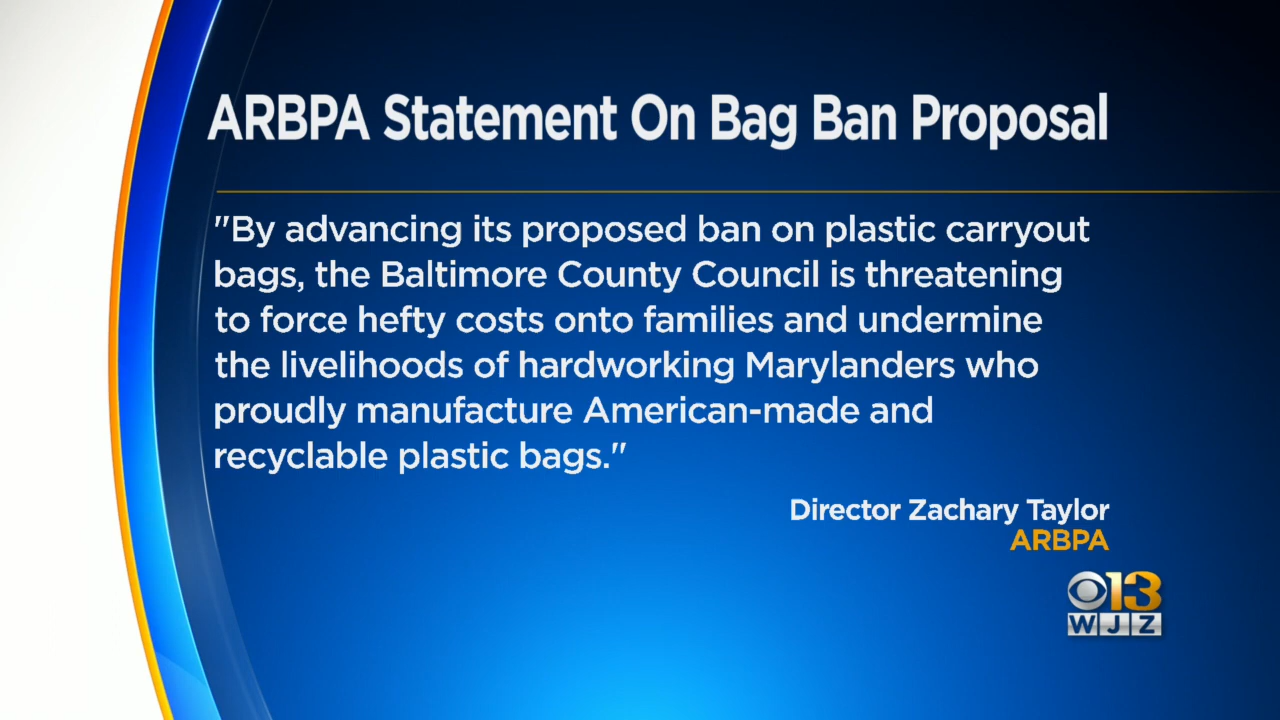 ARBPA Statement On Bag Ban Proposal
"By advancing its proposed ban on plastic carryout
bags, the Baltimore County Council is threatening
to force hefty costs onto families and undermine
the livelihoods of hardworking Marylanders who
proudly manufacture American-made and
recyclable plastic bags."
Director Zachary Taylor
ARBPA
13
WJZ